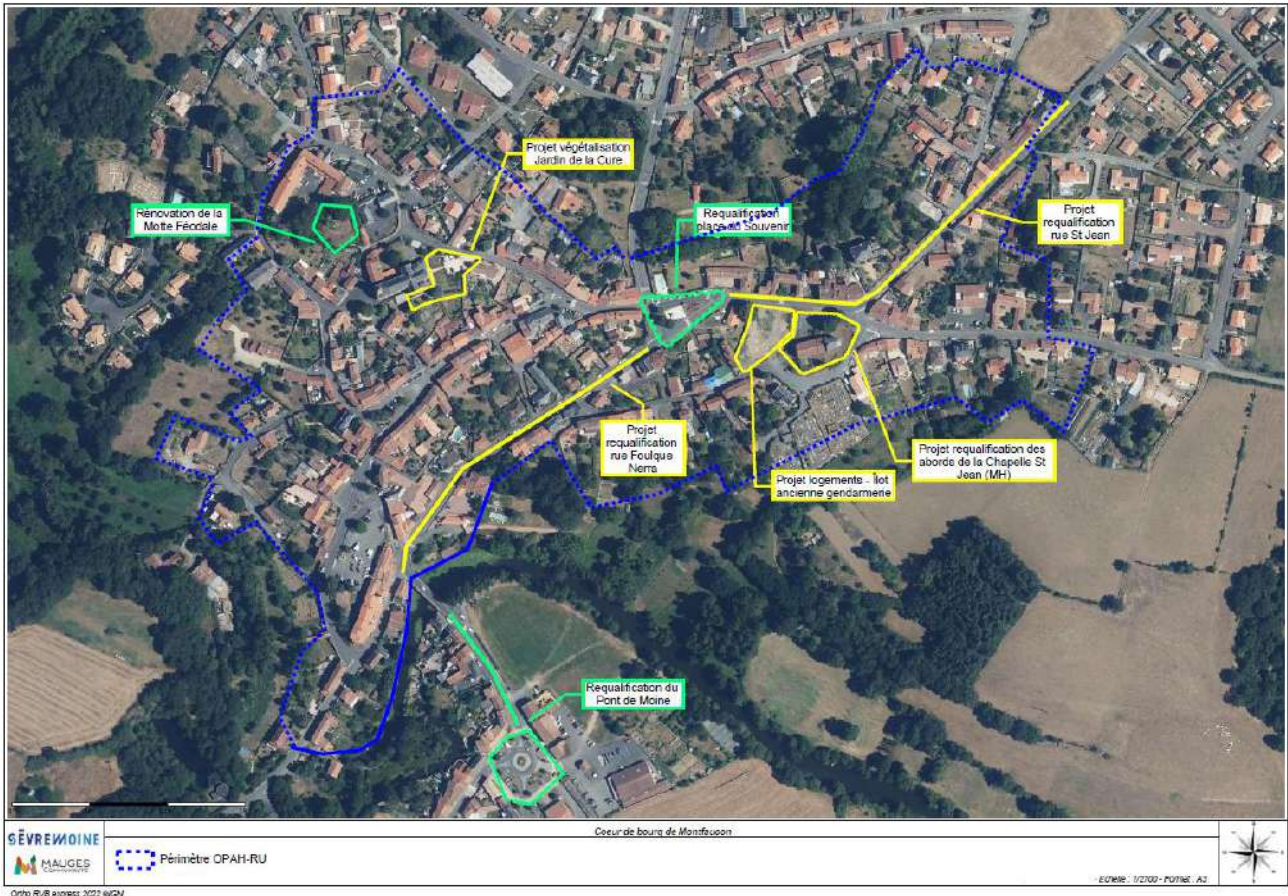 Projet végétalisation
Jardin de la Cure
Rénovation de la
Motte Féodale
Requalification
place du Souvenir
Projet
requalification
rue St Jean
Projet
requalification
rue Foulque
Nerra
Projet logements - îlot
ancienne gendarmerie
Projet requalification des
abords de la Chapelle St
Jean (MH)
Requalification du
Pont de Moine
SÈVREMOINE
MAUGES
COMMUNAUTÉ
Coeur de bourg de Montfaucon
Périmètre OPAH-RU
- Echelle : 1/2700 - Format : A3
Ortho RVB express 2022 ©IGN